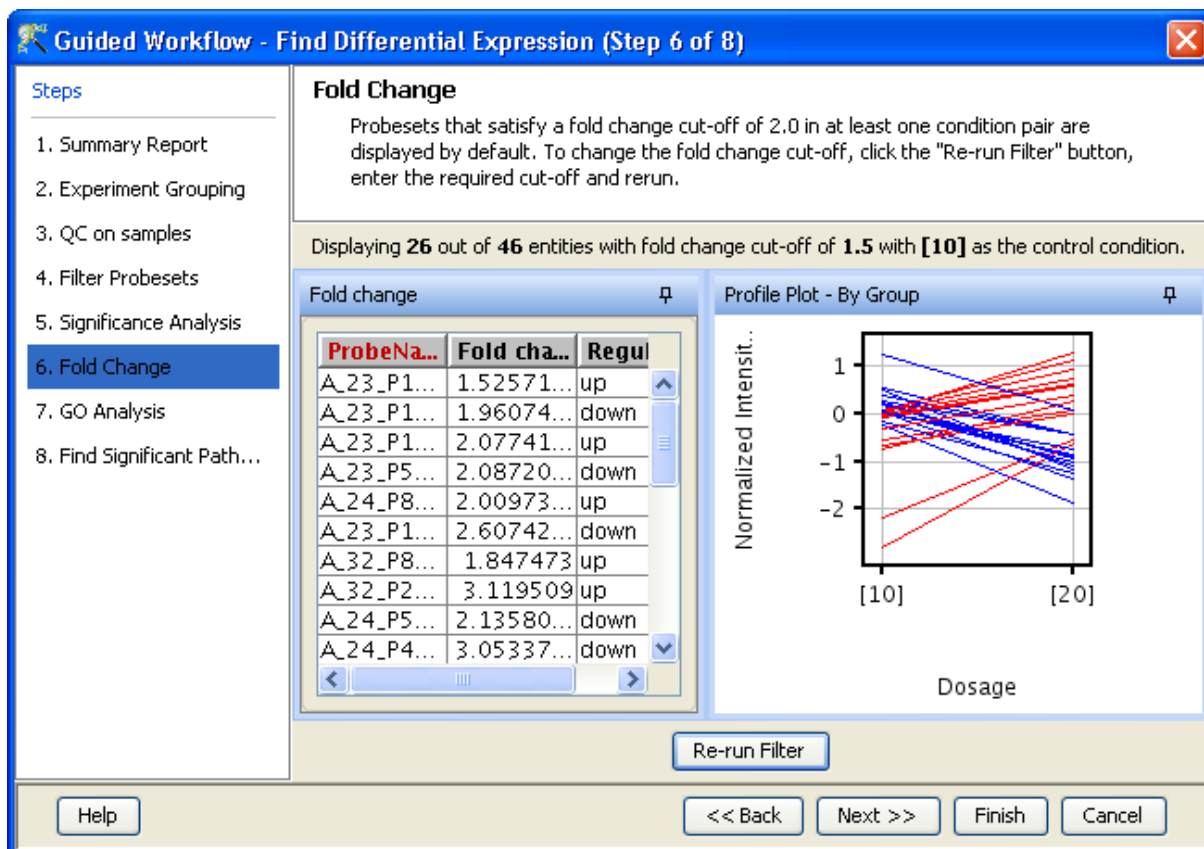 Guided Workflow - Find Differential Expression (Step 6 of 8)
Steps
1. Summary Report
2. Experiment Grouping
3. QC on samples
4. Filter Probesets
5. Significance Analysis
6. Fold Change
7. GO Analysis
8. Find Significant Path...
Fold Change
Probesets that satisfy a fold change cut-off of 2.0 in at least one condition pair are
displayed by default. To change the fold change cut-off, click the "Re-run Filter" button,
enter the required cut-off and rerun.
Displaying 26 out of 46 entities with fold change cut-off of 1.5 with [10] as the control condition.
Fold change
ProbeNa... Fold cha... Regul
A_23_P1... 1.52571... up
A_23_P1... 1.96074... down
A_23_P1... 2.07741... up
A_23_P5... 2.08720... down
A_24_P8... 2.00973... up
A_23_P1... 2.60742... down
A_32_P8... 1.847473 up
A_32_P2... 3.119509 up
A_24_P5... 2.13580... down
A_24_P4... 3.05337... down
Profile Plot - By Group
Normalized Intensit..
1
0
-1
-2
[10] [20]
Dosage
Re-run Filter
Help << Back Next >> Finish Cancel